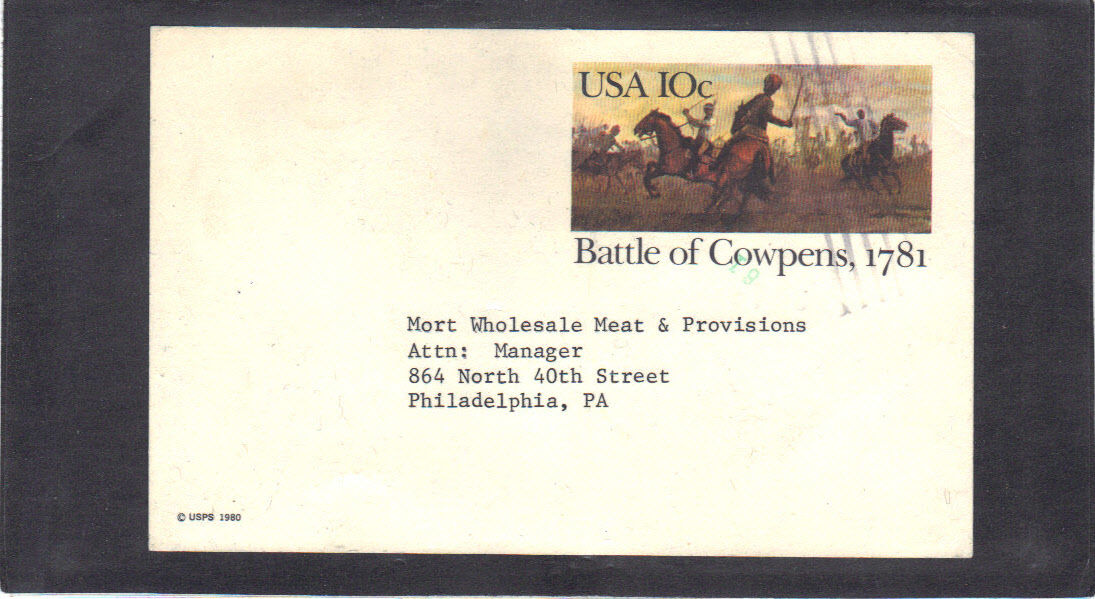 USA 10c
Battle of Cowpens, 1781
Mort Wholesale Meat & Provisions
Attn: Manager
864 North 40th Street
Philadelphia, PA
© USPS 1980